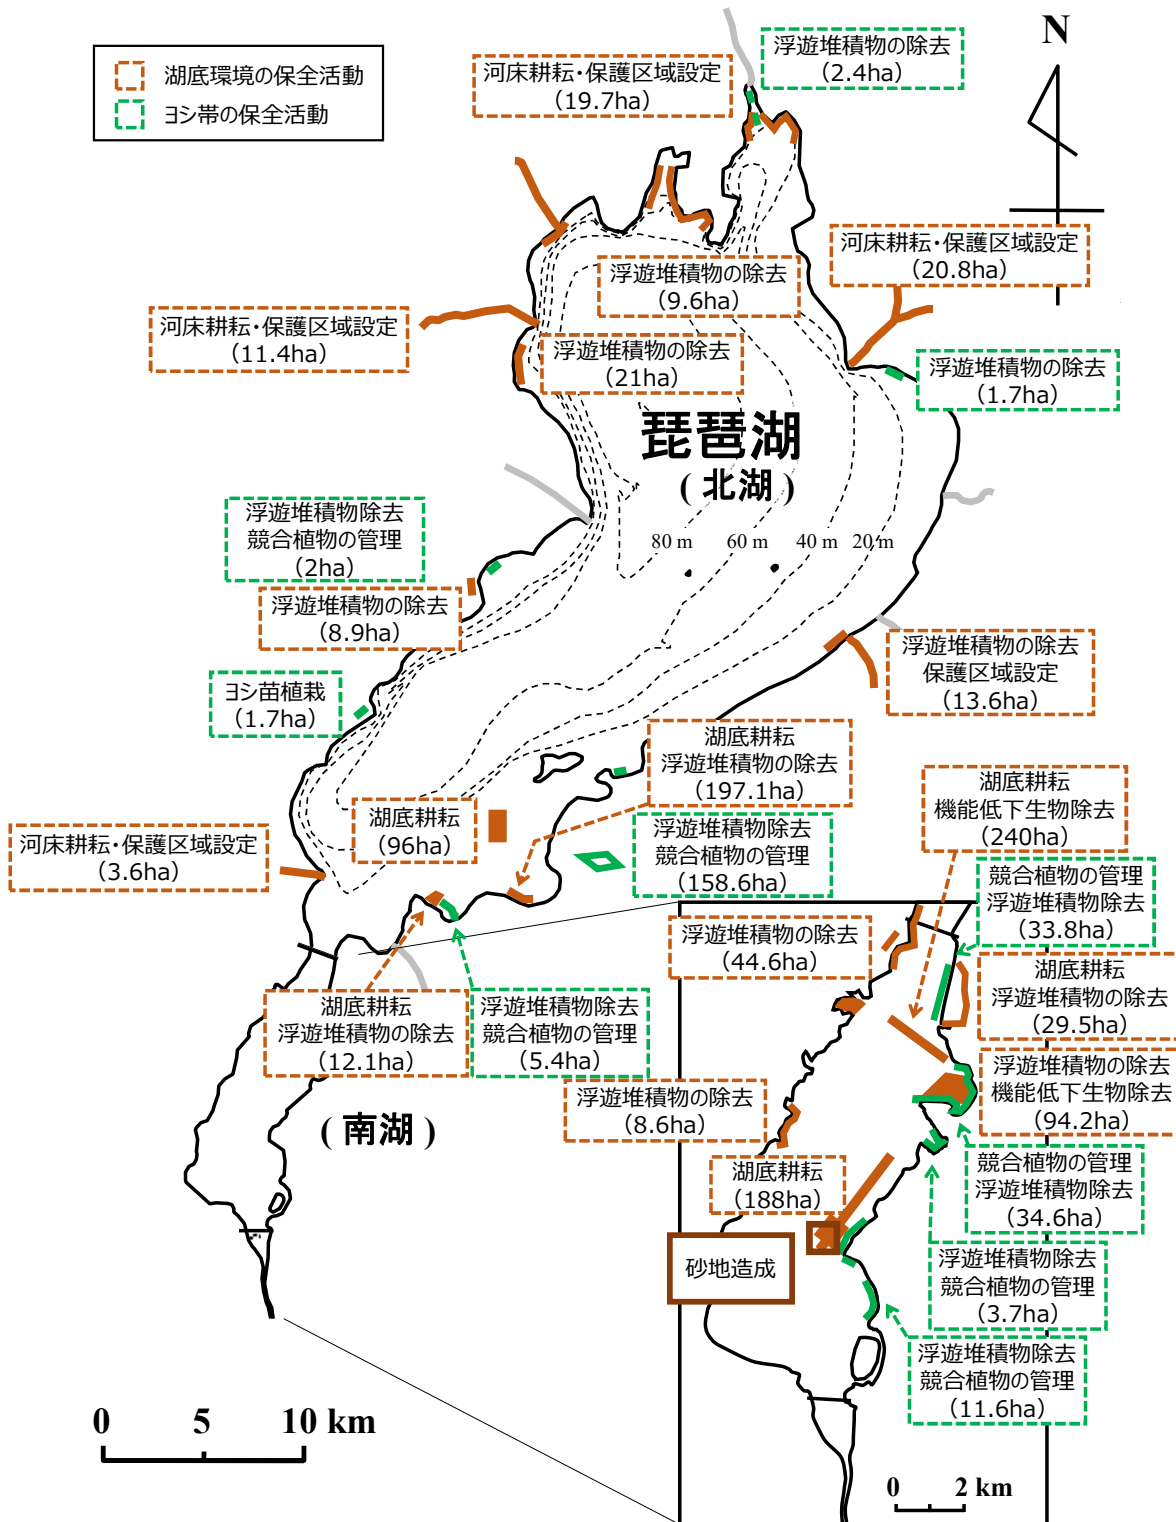 湖底環境の保全活動
ヨシ帯の保全活動
N
浮遊堆積物の除去
(2.4ha)
河床耕耘・保護区域設定
(19.7ha)
河床耕耘・保護区域設定
(20.8ha)
浮遊堆積物の除去
(9.6ha)
河床耕耘・保護区域設定
(11.4ha)
浮遊堆積物の除去
(21ha)
浮遊堆積物の除去
(1.7ha)
琵琶湖
(北湖)
80 m
60 m
40 m
20 m
浮遊堆積物除去
競合植物の管理
(2ha)
浮遊堆積物の除去
(8.9ha)
浮遊堆積物の除去
保護区域設定
(13.6ha)
ヨシ苗植栽
(1.7ha)
湖底耕耘
浮遊堆積物の除去
(197.1ha)
湖底耕耘
機能低下生物除去
(240ha)
湖底耕耘
(96ha)
河床耕耘・保護区域設定
(3.6ha)
浮遊堆積物除去
競合植物の管理
(158.6ha)
競合植物の管理
浮遊堆積物除去
(33.8ha)
浮遊堆積物の除去
(44.6ha)
湖底耕耘
浮遊堆積物の除去
(29.5ha)
湖底耕耘
浮遊堆積物の除去
(12.1ha)
浮遊堆積物除去
競合植物の管理
(5.4ha)
浮遊堆積物の除去
機能低下生物除去
(94.2ha)
浮遊堆積物の除去
(8.6ha)
(南湖)
湖底耕耘
(188ha)
競合植物の管理
浮遊堆積物除去
(34.6ha)
砂地造成
浮遊堆積物除去
競合植物の管理
(3.7ha)
浮遊堆積物除去
競合植物の管理
(11.6ha)
0 5 10 km
0 2 km